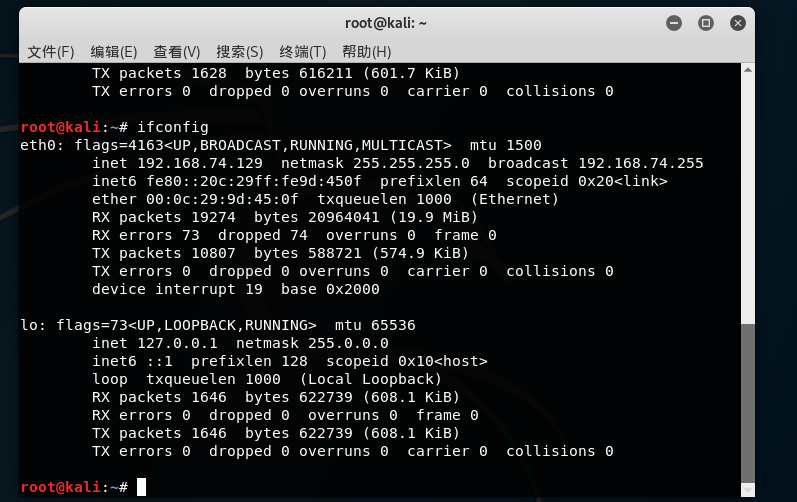 root@kali: ~
文件(F) 编辑(E) 查看(V) 搜索(S) 终端(T) 帮助(H)
TX packets 1628  bytes 616211 (601.7 KiB)
TX errors 0  dropped 0 overruns 0  carrier 0  collisions 0
root@kali:~# ifconfig
eth0: flags=4163<UP,BROADCAST,RUNNING,MULTICAST>  mtu 1500
inet 192.168.74.129  netmask 255.255.255.0  broadcast 192.168.74.255
inet6 fe80::20c:29ff:fe9d:450f  prefixlen 64  scopeid 0x20<link>
ether 00:0c:29:9d:45:0f  txqueuelen 1000  (Ethernet)
RX packets 19274  bytes 20964041 (19.9 MiB)
RX errors 73  dropped 74  overruns 0  frame 0
TX packets 10807  bytes 588721 (574.9 KiB)
TX errors 0  dropped 0 overruns 0  carrier 0  collisions 0
device interrupt 19  base 0x2000
lo: flags=73<UP,LOOPBACK,RUNNING>  mtu 65536
inet 127.0.0.1  netmask 255.0.0.0
inet6 ::1  prefixlen 128  scopeid 0x10<host>
loop  txqueuelen 1000  (Local Loopback)
RX packets 1646  bytes 622739 (608.1 KiB)
RX errors 0  dropped 0  overruns 0  frame 0
TX packets 1646  bytes 622739 (608.1 KiB)
TX errors 0  dropped 0 overruns 0  carrier 0  collisions 0
root@kali:~#